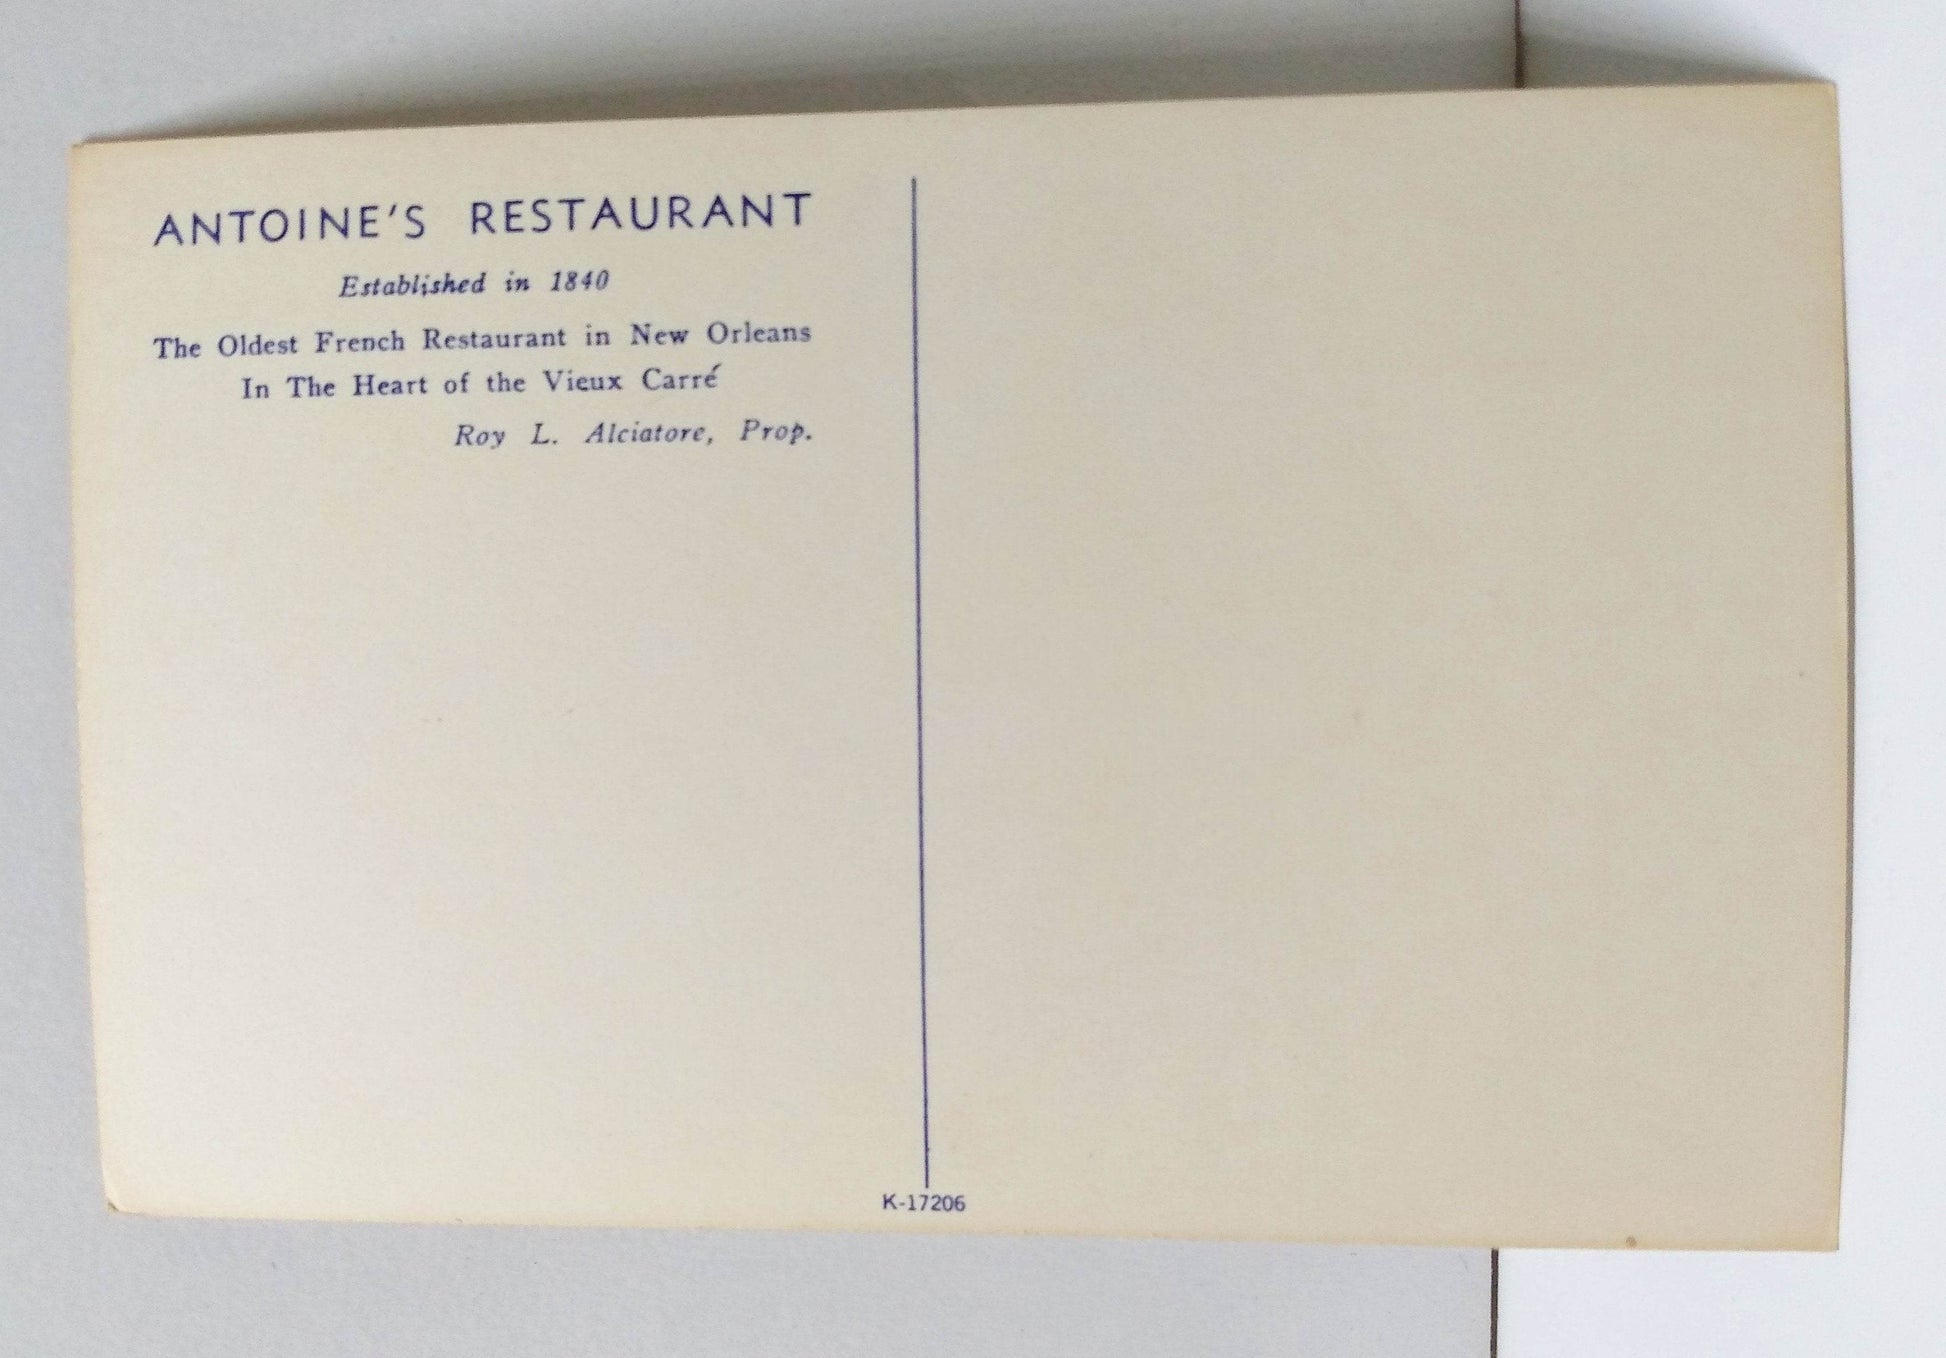 ANTOINE'S RESTAURANT
Established in 1840
The Oldest French Restaurant in New Orleans
In The Heart of the Vieux Carré
Roy L. Alciatore, Prop.
K-17206